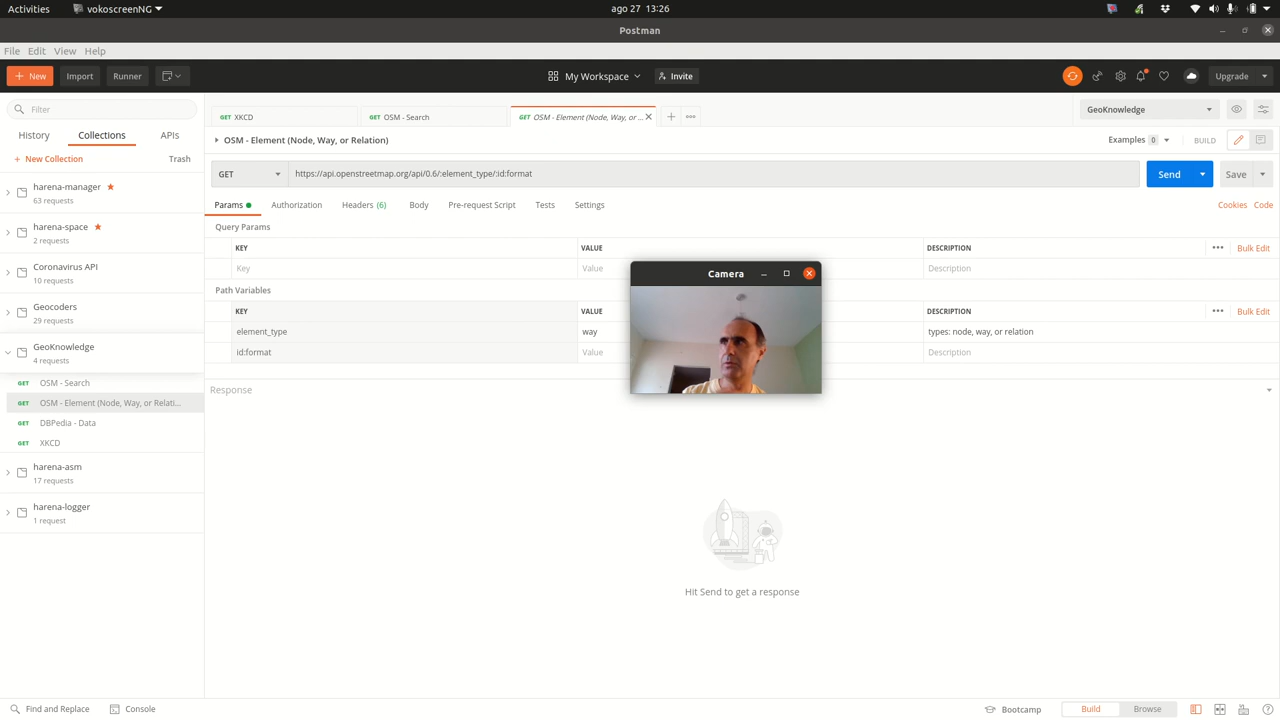 Activities
vokoscreenNG
ago 27 13:26
Postman
File Edit View Help
New
Import
Runner
My Workspace
Invite
Upgrade
Filter
History
Collections
APIs
+ New Collection
Trash
harena-manager
63 requests
harena-space
2 requests
Coronavirus API
10 requests
Geocoders
29 requests
GeoKnowledge
4 requests
GET OSM - Search
GET OSM - Element (Node, Way, or Relati...
GET DBPedia - Data
GET XKCD
harena-asm
17 requests
harena-logger
1 request
GET XKCD
GET OSM - Search
GET OSM - Element (Node, Way, or ...
GeoKnowledge
OSM - Element (Node, Way, or Relation)
Examples 0
BUILD
GET
https://api.openstreetmap.org/api/0.6/:element_type/:id:format
Send
Save
Params
Authorization
Headers (6)
Body
Pre-request Script
Tests
Settings
Cookies
Code
Query Params
KEY VALUE DESCRIPTION ••• Bulk Edit
Key Value Description
Path Variables
KEY VALUE DESCRIPTION ••• Bulk Edit
element_type way types: node, way, or relation
id:format Value Description
Camera
Response
Hit Send to get a response
Find and Replace
Console
Bootcamp
Build
Browse